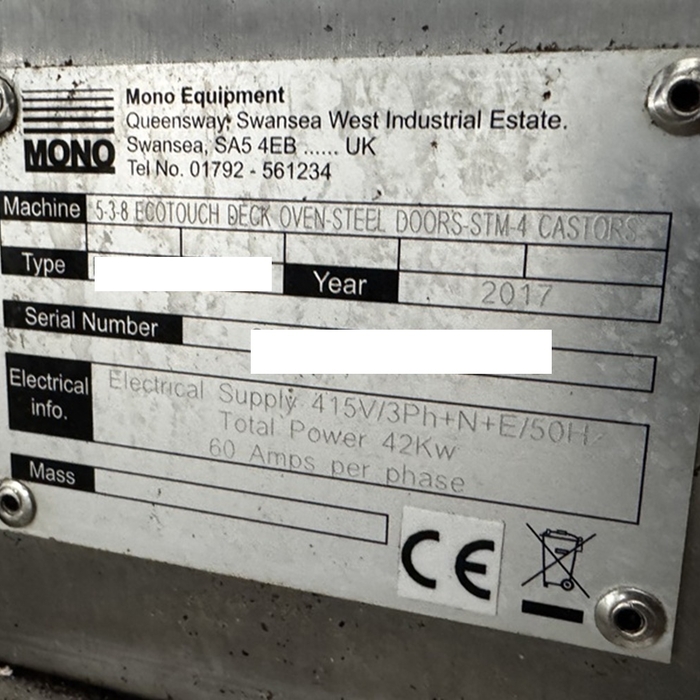 MONO
Mono Equipment
Queensway, Swansea West Industrial Estate.
Swansea, SA5 4EB ...... UK
Tel No. 01792 - 561234
Machine 5-3-8 ECOTOUCH DECK OVEN-STEEL DOORS-STM-4 CASTORS
Type Year 2017
Serial Number
Electrical info. Electrical Supply 415V/3Ph+N+E/50Hz
Total Power 42Kw
60 Amps per phase
Mass
CE